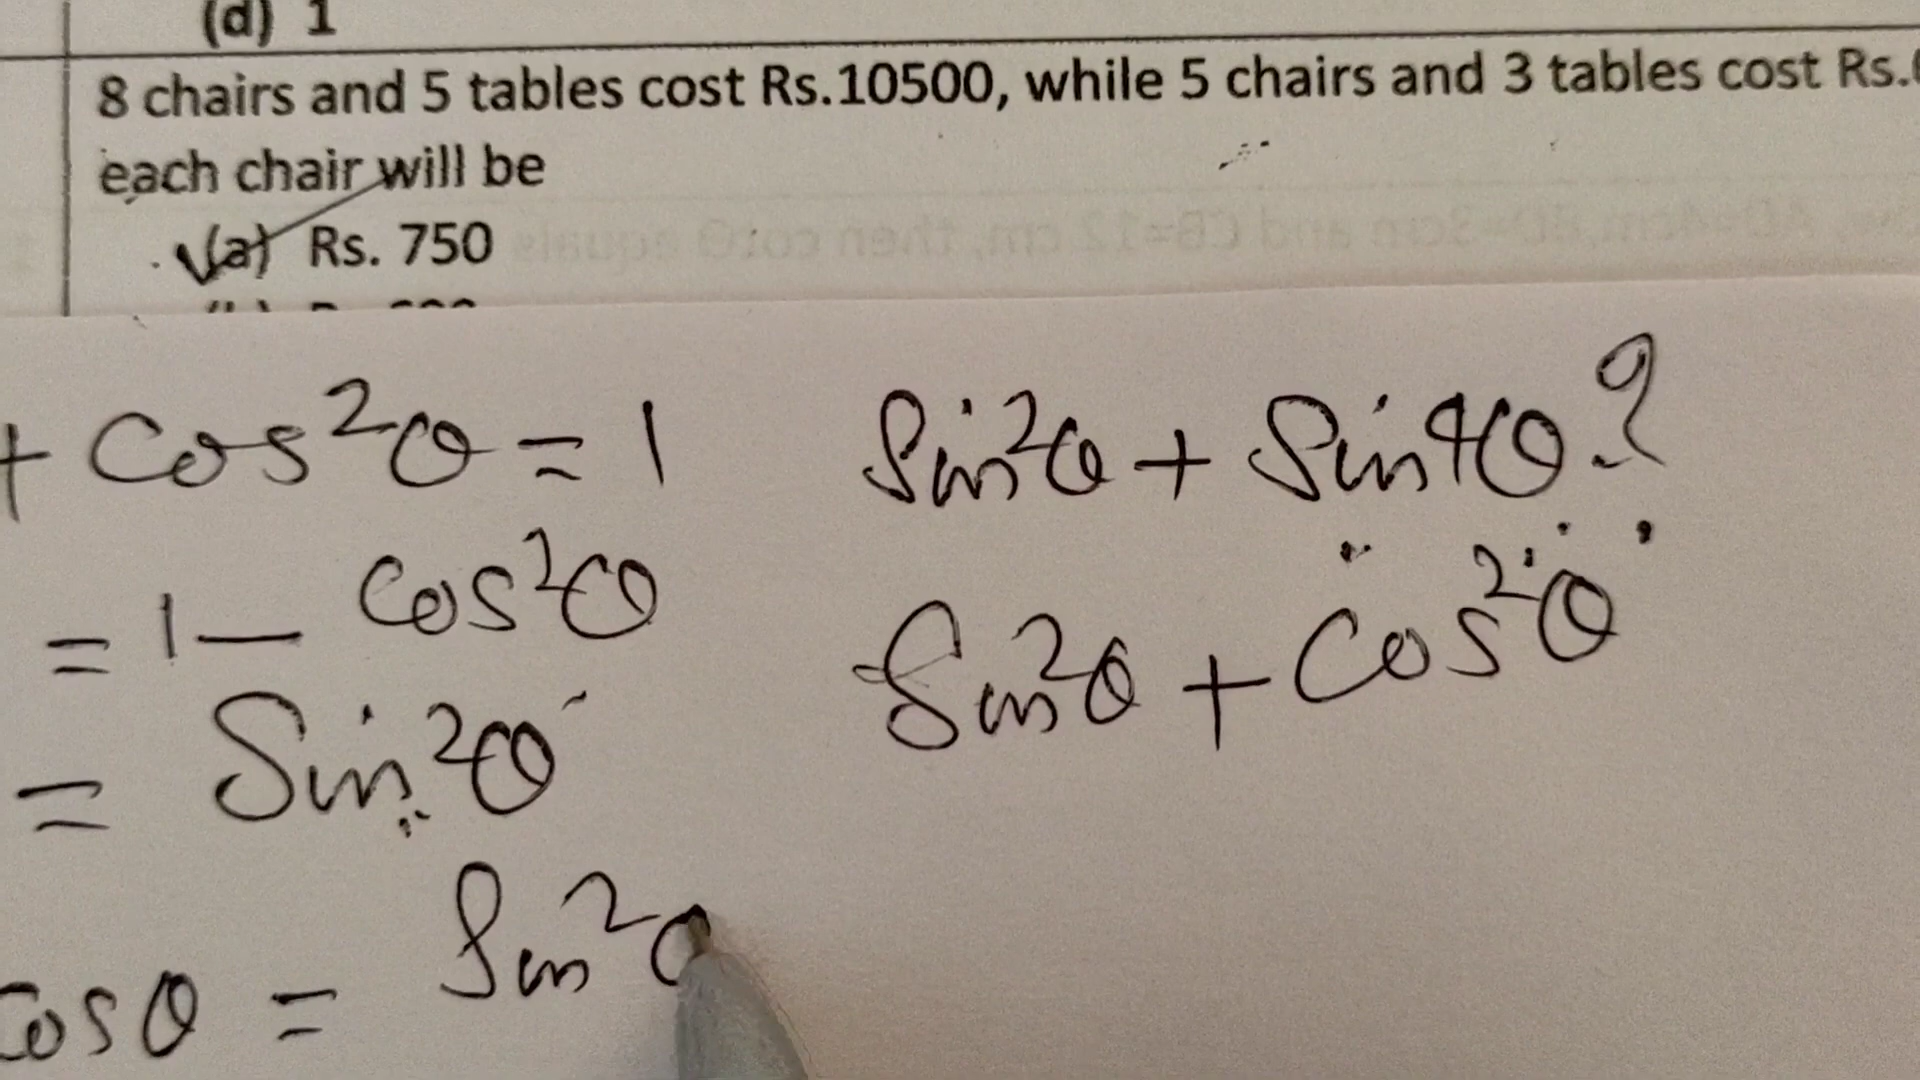 (d) 1
8 chairs and 5 tables cost Rs.10500, while 5 chairs and 3 tables cost Rs.
each chair will be
(a) Rs. 750
+ Cos²θ = 1
= 1 - Cos²θ
= Sin²θ
Cosθ = Sin²
Sin²θ + Sin⁴θ ?
Sin²θ + Cos²θ